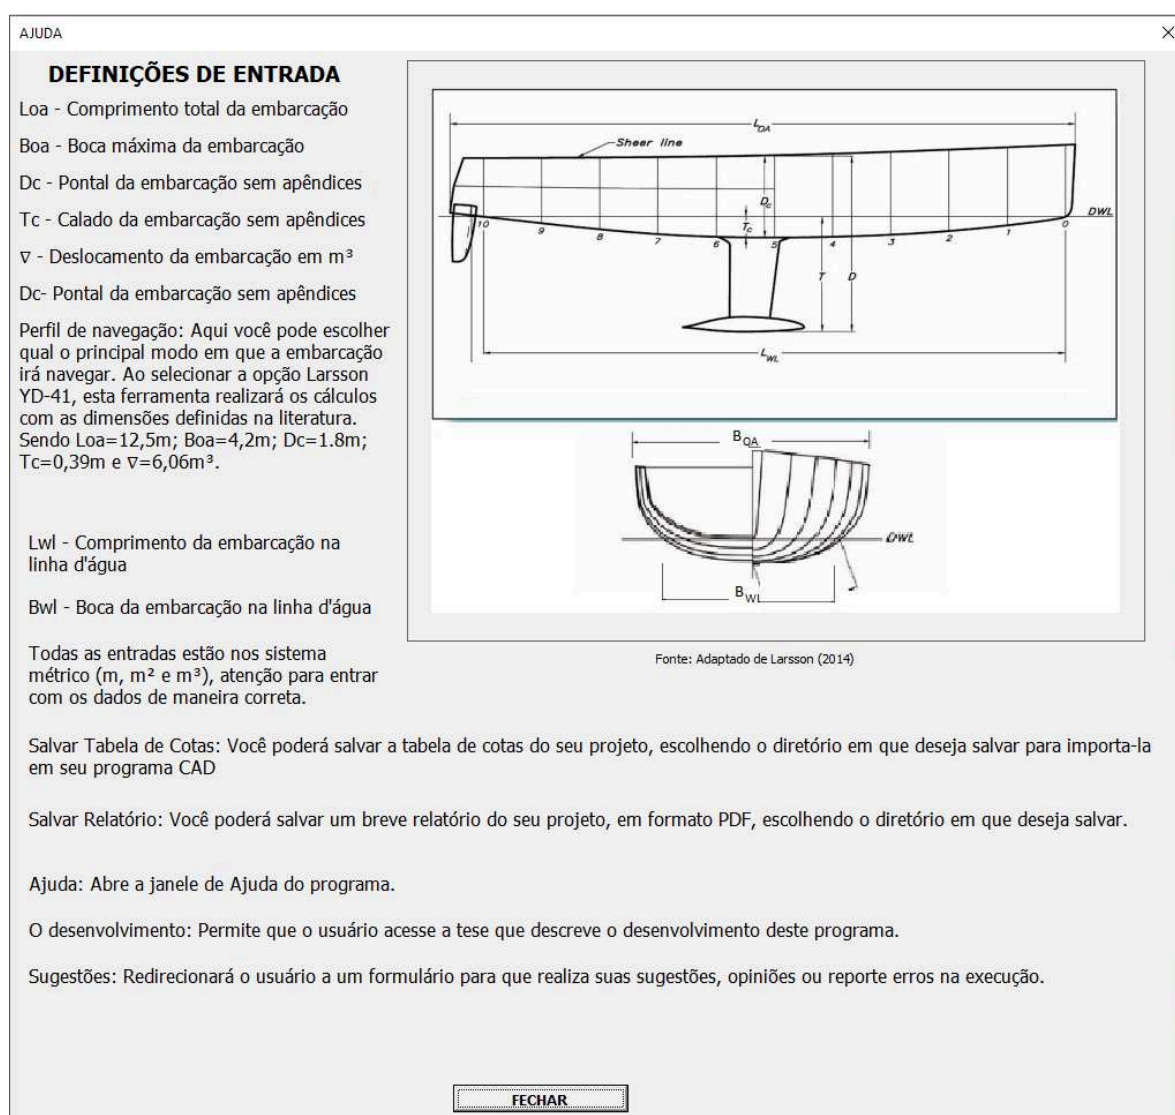 AJUDA
DEFINIÇÕES DE ENTRADA
Loa - Comprimento total da embarcação
Boa - Boca máxima da embarcação
Dc - Pontal da embarcação sem apêndices
Tc - Calado da embarcação sem apêndices
∇ - Deslocamento da embarcação em m³
Dc- Pontal da embarcação sem apêndices
Perfil de navegação: Aqui você pode escolher
qual o principal modo em que a embarcação
irá navegar. Ao selecionar a opção Larsson
YD-41, esta ferramenta realizará os cálculos
com as dimensões definidas na literatura.
Sendo Loa=12,5m; Boa=4,2m; Dc=1.8m;
Tc=0,39m e ∇=6,06m³.
Lwl - Comprimento da embarcação na
linha d'água
Bwl - Boca da embarcação na linha d'água
Todas as entradas estão nos sistema
métrico (m, m² e m³), atenção para entrar
com os dados de maneira correta.
LOA
Sheer line
DC
TC
DWL
10 9 8 7 6 5 4 3 2 1 0
T D
LWL
BOA
DWL
BWL
Fonte: Adaptado de Larsson (2014)
Salvar Tabela de Cotas: Você poderá salvar a tabela de cotas do seu projeto, escolhendo o diretório em que deseja salvar para importa-la
em seu programa CAD
Salvar Relatório: Você poderá salvar um breve relatório do seu projeto, em formato PDF, escolhendo o diretório em que deseja salvar.
Ajuda: Abre a janele de Ajuda do programa.
O desenvolvimento: Permite que o usuário acesse a tese que descreve o desenvolvimento deste programa.
Sugestões: Redirecionará o usuário a um formulário para que realiza suas sugestões, opiniões ou reporte erros na execução.
FECHAR